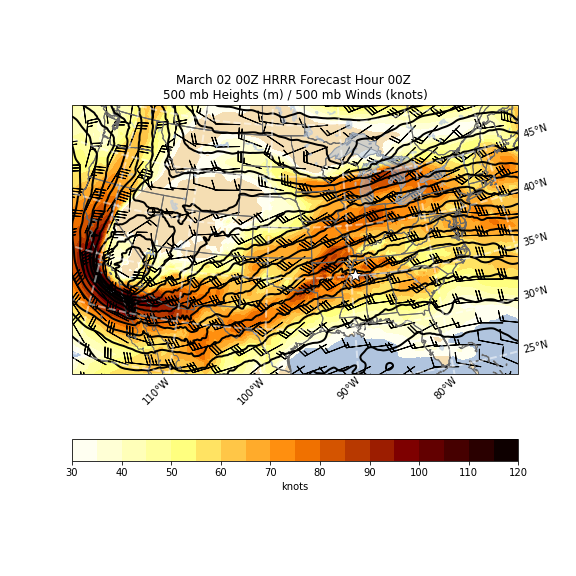 March 02 00Z HRRR Forecast Hour 00Z
500 mb Heights (m) / 500 mb Winds (knots)
45°N
40°N
35°N
30°N
25°N
110°W
100°W
90°W
80°W
30
40
50
60
70
80
90
100
110
120
knots